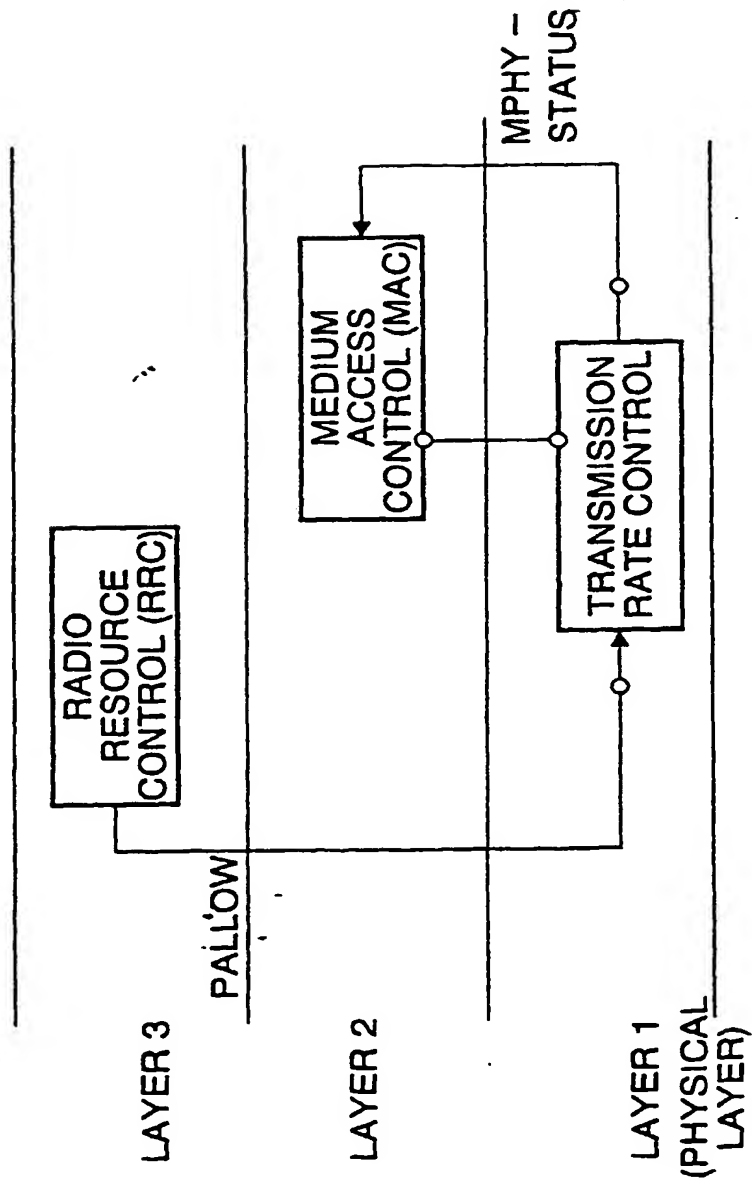 LAYER 3
RADIO
RESOURCE
CONTROL (RRC)
PALLOW
LAYER 2
MEDIUM
ACCESS
CONTROL (MAC)
MPHY –
STATUS
LAYER 1
(PHYSICAL
LAYER)
TRANSMISSION
RATE CONTROL